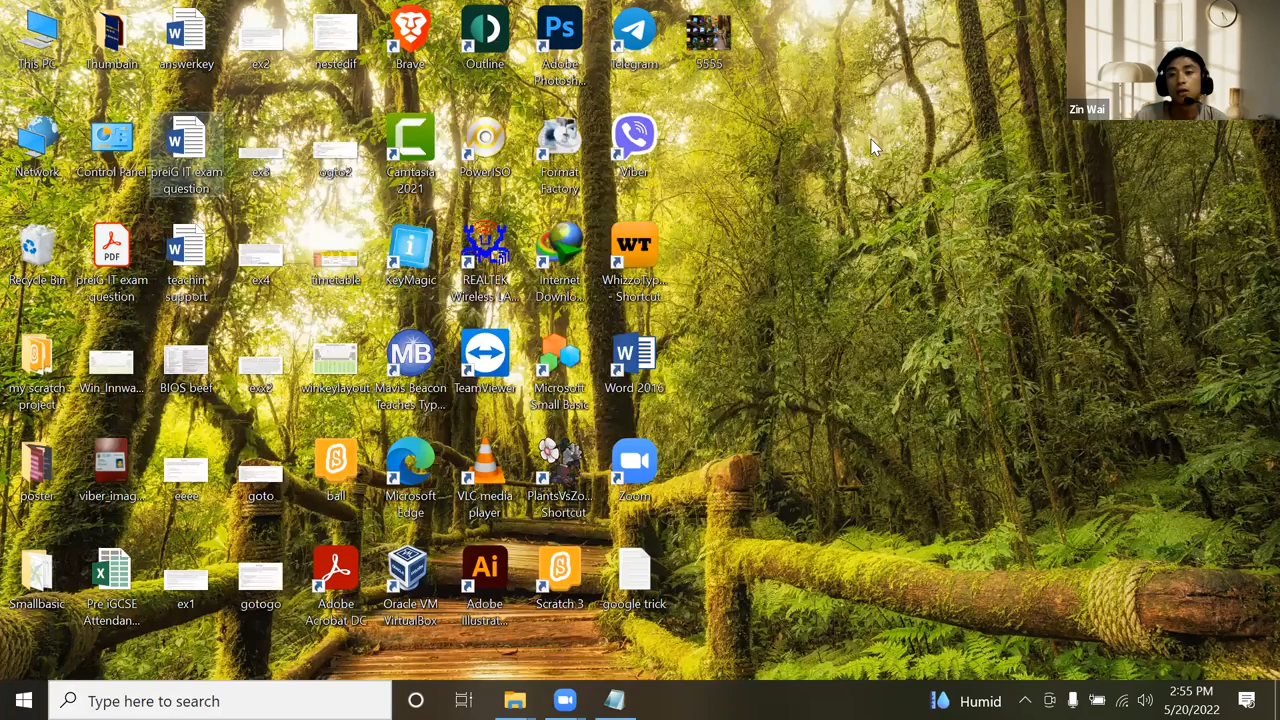 This PC
Thumbain
answerkey
ex2
nestedif
Brave
Outline
Adobe
Photosh...
Telegram
5555
Zin Wai
Network
Control Panel
preiG IT exam
question
ex3
ogto2
Camtasia
2021
PowerISO
Format
Factory
Viber
Recycle Bin
PDF
preiG IT exam
question
teachin
support
ex4
timetable
KeyMagic
REALTEK
Wireless LA...
Internet
Downlo...
WT
WhizzoTyp...
- Shortcut
my scratch
project
Win_Innwa...
BIOS beef
exx2
winkeylayout
MB
Mavis Beacon
Teaches Typ...
TeamViewer
Microsoft
Small Basic
Word 2016
poster
viber_imag...
eeee
goto
ball
Microsoft
Edge
VLC media
player
PlantsVsZo...
Shortcut
Zoom
Smallbasic
Pre iGCSE
Attendan...
ex1
gotogo
Adobe
Acrobat DC
Oracle VM
VirtualBox
Ai
Adobe
Illustrat...
Scratch 3
google trick
Type here to search
Humid
2:55 PM
5/20/2022